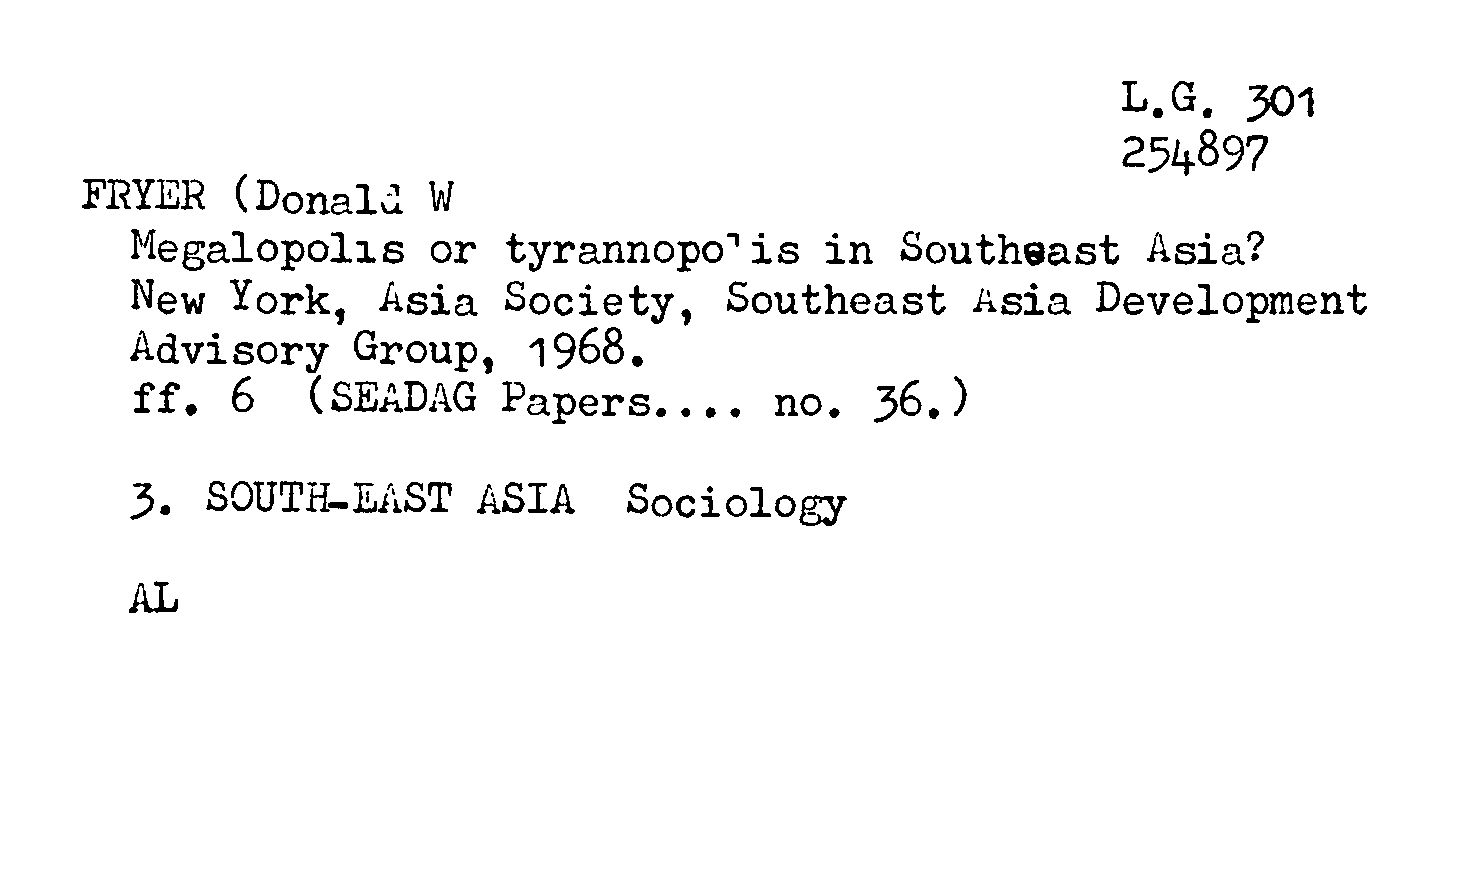 L.G. 301
254897
FRYER (Donald W
Megalopolis or tyrannopolis in Southeast Asia?
New York, Asia Society, Southeast Asia Development
Advisory Group, 1968.
ff. 6 (SEADAG Papers.... no. 36.)
3. SOUTH-EAST ASIA Sociology
AL